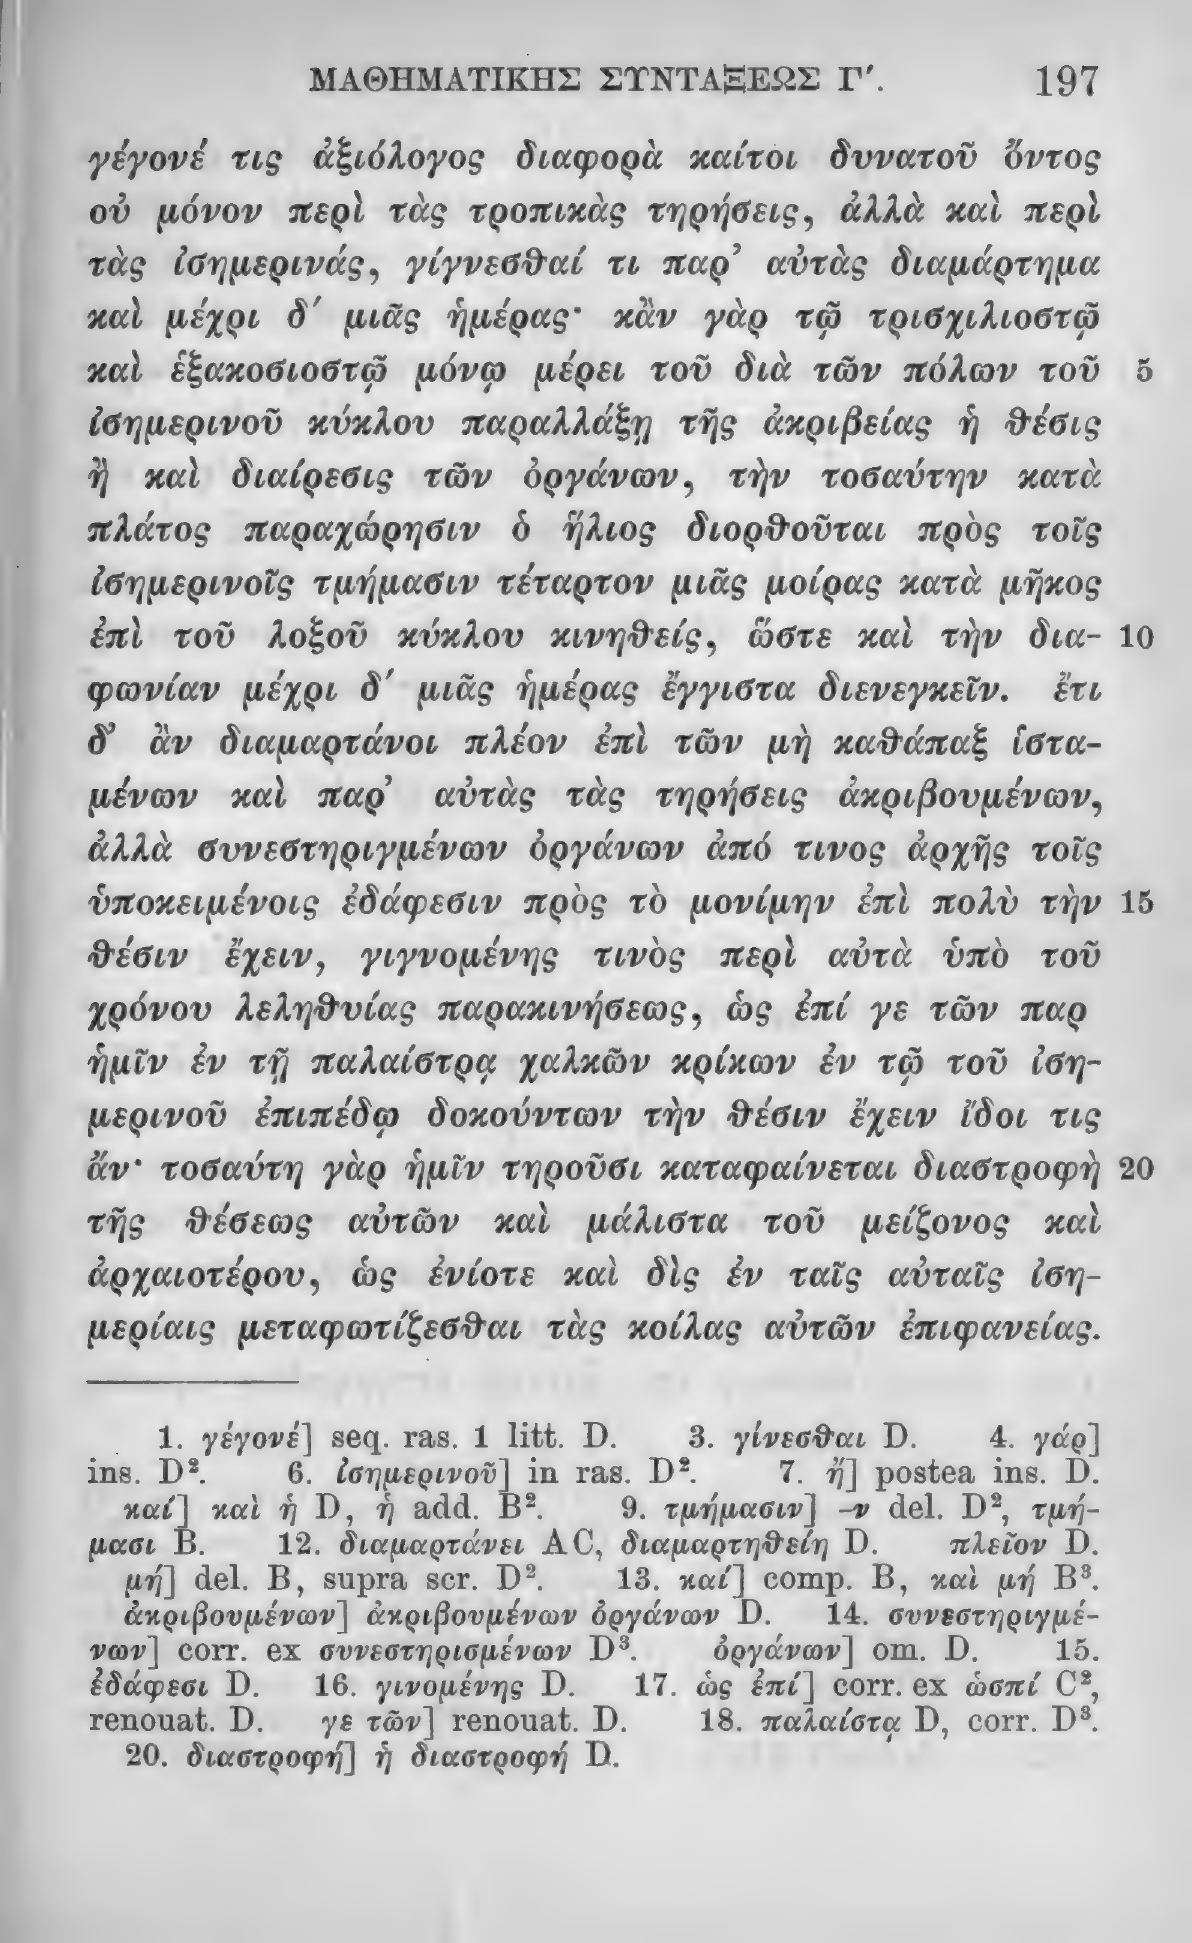 ΜΑΘΗΜΑΤΙΚΗΣ ΣΥΝΤΑΞΕΩΣ Γ′. 197
γέγονέ τις ἀξιόλογος διαφορὰ καίτοι δυνατοῦ ὄντος
οὐ μόνον περὶ τὰς τροπικὰς τηρήσεις, ἀλλὰ καὶ περὶ
τὰς ἰσημερινάς, γίγνεσθαί τι παρ’ αὐτὰς διαμάρτημα
καὶ μέχρι δ′ μιᾶς ἡμέρας· κἂν γὰρ τῷ τρισχιλιοστῷ
καὶ ἑξακοσιοστῷ μόνῳ μέρει τοῦ διὰ τῶν πόλων τοῦ 5
ἰσημερινοῦ κύκλου παραλλάξῃ τῆς ἀκριβείας ἡ θέσις
ἢ καὶ διαίρεσις τῶν ὀργάνων, τὴν τοσαύτην κατὰ
πλάτος παραχώρησιν ὁ ἥλιος διορθοῦται πρὸς τοῖς
ἰσημερινοῖς τμήμασιν τέταρτον μιᾶς μοίρας κατὰ μῆκος
ἐπὶ τοῦ λοξοῦ κύκλου κινηθείς, ὥστε καὶ τὴν δια- 10
φωνίαν μέχρι δ′ μιᾶς ἡμέρας ἔγγιστα διενεγκεῖν. ἔτι
δ’ ἂν διαμαρτάνοι πλέον ἐπὶ τῶν μὴ καθάπαξ ἱστα-
μένων καὶ παρ’ αὐτὰς τὰς τηρήσεις ἀκριβουμένων,
ἀλλὰ συνεστηριγμένων ὀργάνων ἀπό τινος ἀρχῆς τοῖς
ὑποκειμένοις ἐδάφεσιν πρὸς τὸ μονίμην ἐπὶ πολὺ τὴν 15
θέσιν ἔχειν, γιγνομένης τινὸς περὶ αὐτὰ ὑπὸ τοῦ
χρόνου λεληθυίας παρακινήσεως, ὡς ἐπί γε τῶν παρ
ἡμῖν ἐν τῇ παλαίστρᾳ χαλκῶν κρίκων ἐν τῷ τοῦ ἰση-
μερινοῦ ἐπιπέδῳ δοκούντων τὴν θέσιν ἔχειν ἴδοι τις
ἄν· τοσαύτη γὰρ ἡμῖν τηροῦσι καταφαίνεται διαστροφὴ 20
τῆς θέσεως αὐτῶν καὶ μάλιστα τοῦ μείζονος καὶ
ἀρχαιοτέρου, ὡς ἐνίοτε καὶ δὶς ἐν ταῖς αὐταῖς ἰση-
μερίαις μεταφωτίζεσθαι τὰς κοίλας αὐτῶν ἐπιφανείας.
1. γέγονέ] seq. ras. 1 litt. D. 3. γίνεσθαι D. 4. γάρ]
ins. D². 6. ἰσημερινοῦ] in ras. D². 7. ἤ] postea ins. D.
καί] καὶ ἡ D, ἡ add. B². 9. τμήμασιν] -ν del. D², τμή-
μασι B. 12. διαμαρτάνει AC, διαμαρτηθείη D. πλεῖον D.
μή] del. B, supra scr. D². 13. καί] comp. B, καὶ μή B³.
ἀκριβουμένων] ἀκριβουμένων ὀργάνων D. 14. συνεστηριγμέ-
νων] corr. ex συνεστηρισμένων D³. ὀργάνων] om. D. 15.
ἐδάφεσι D. 16. γινομένης D. 17. ὡς ἐπί] corr. ex ὡσπί C²,
renouat. D. γε τῶν] renouat. D. 18. παλαίστᾳ D, corr. D³.
20. διαστροφή] ἡ διαστροφή D.